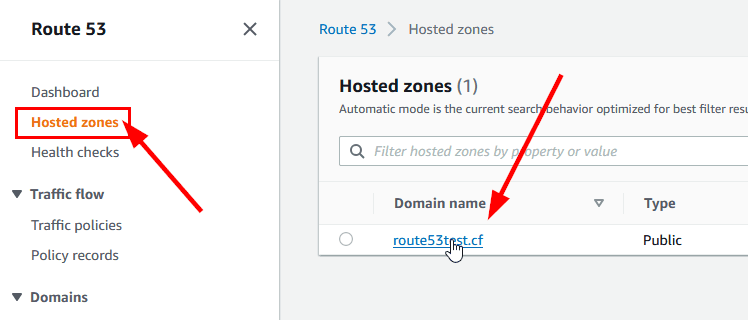 Route 53
Dashboard
Hosted zones
Health checks
Traffic flow
Traffic policies
Policy records
Domains
Route 53 > Hosted zones
Hosted zones (1)
Automatic mode is the current search behavior optimized for best filter resu
Filter hosted zones by property or value
Domain name Type
route53test.cf Public